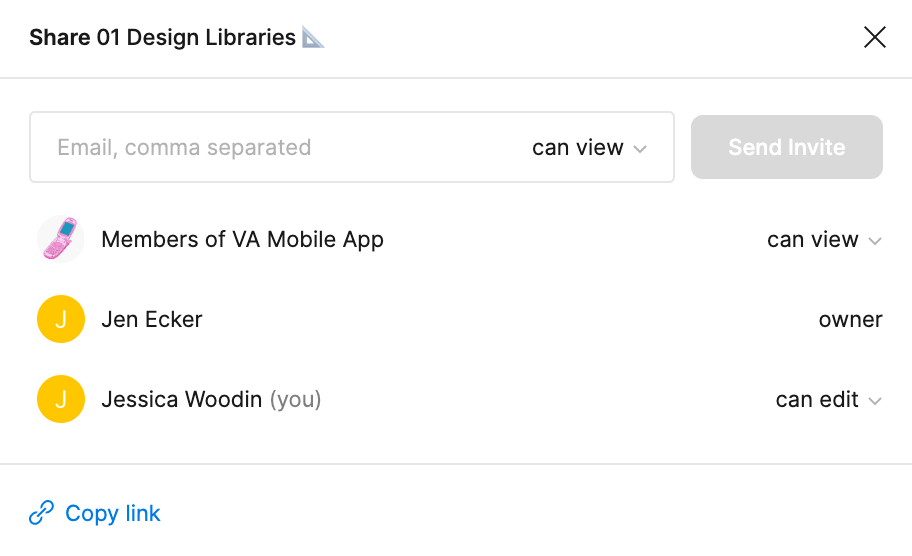 Share 01 Design Libraries 📐
Email, comma separated can view
Send Invite
Members of VA Mobile App can view
J Jen Ecker owner
J Jessica Woodin (you) can edit
Copy link